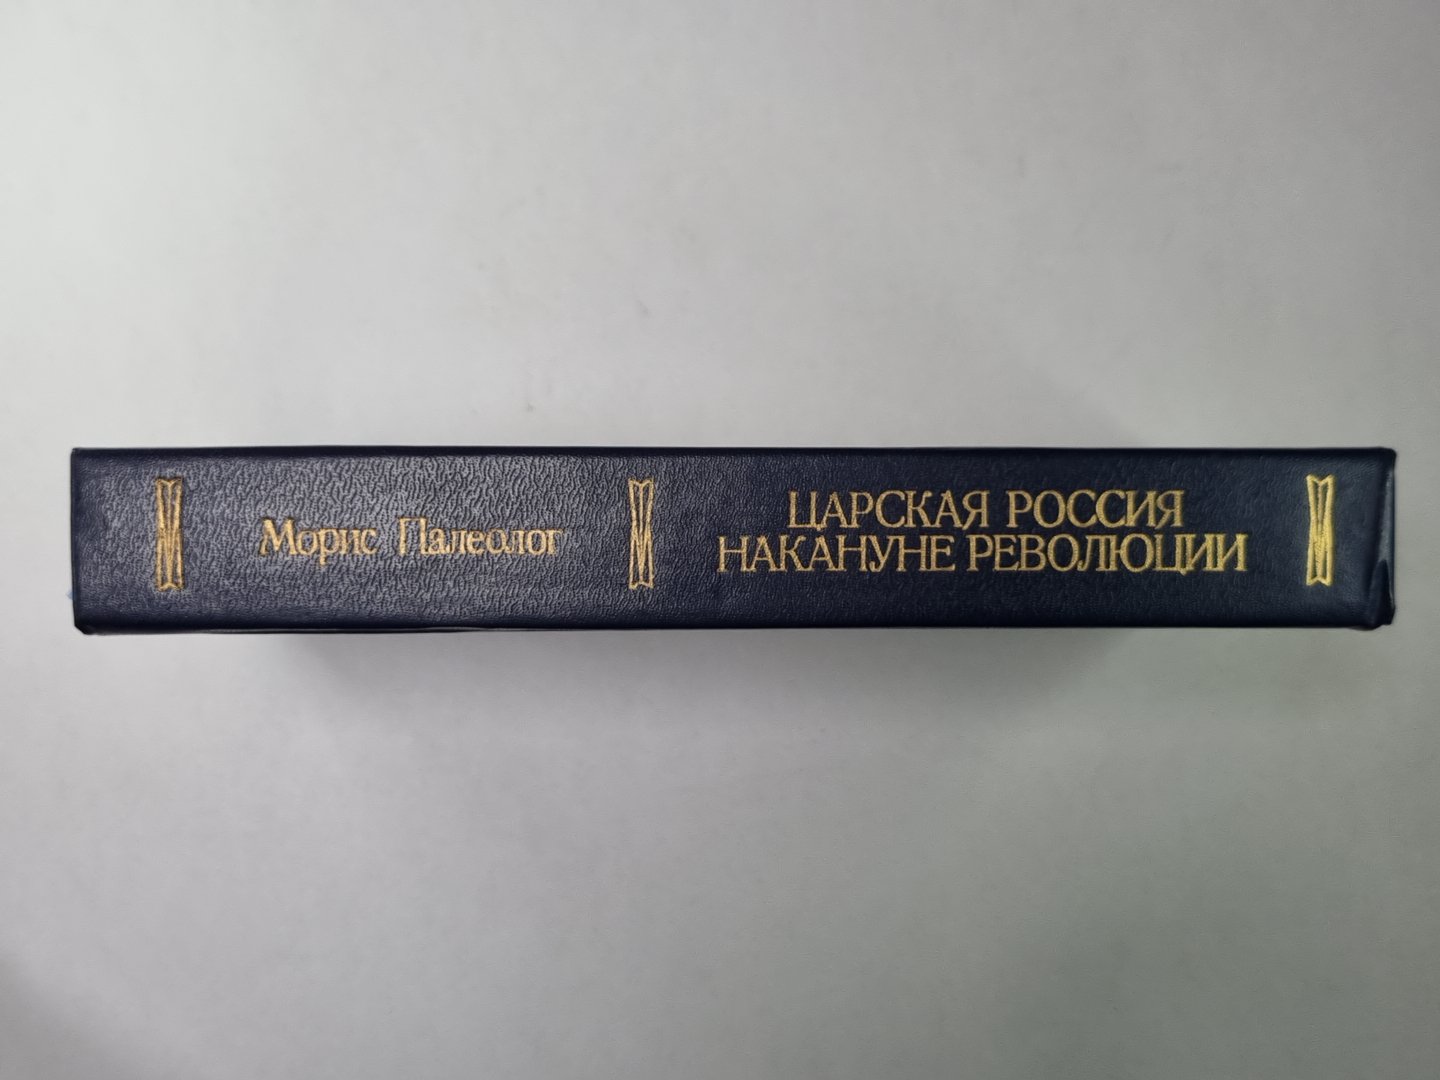 Морис Палеолог
ЦАРСКАЯ РОССИЯ
НАКАНУНЕ РЕВОЛЮЦИИ